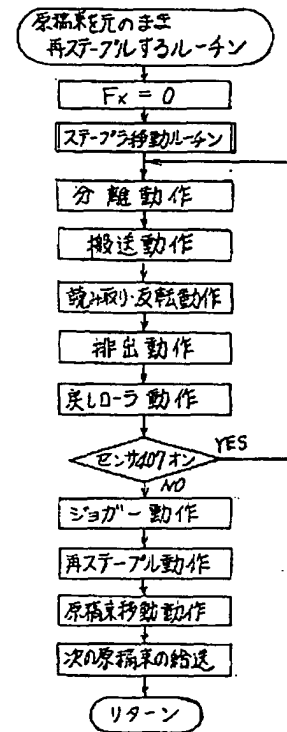 原稿束を元のまま
再ステープルするルーチン
Fx = 0
ステープラ移動ルーチン
分離動作
搬送動作
読み取り・反転動作
排出動作
戻しローラ動作
センサ407オン
YES
NO
ジョガー動作
再ステープル動作
原稿束移動動作
次の原稿束の給送
リターン